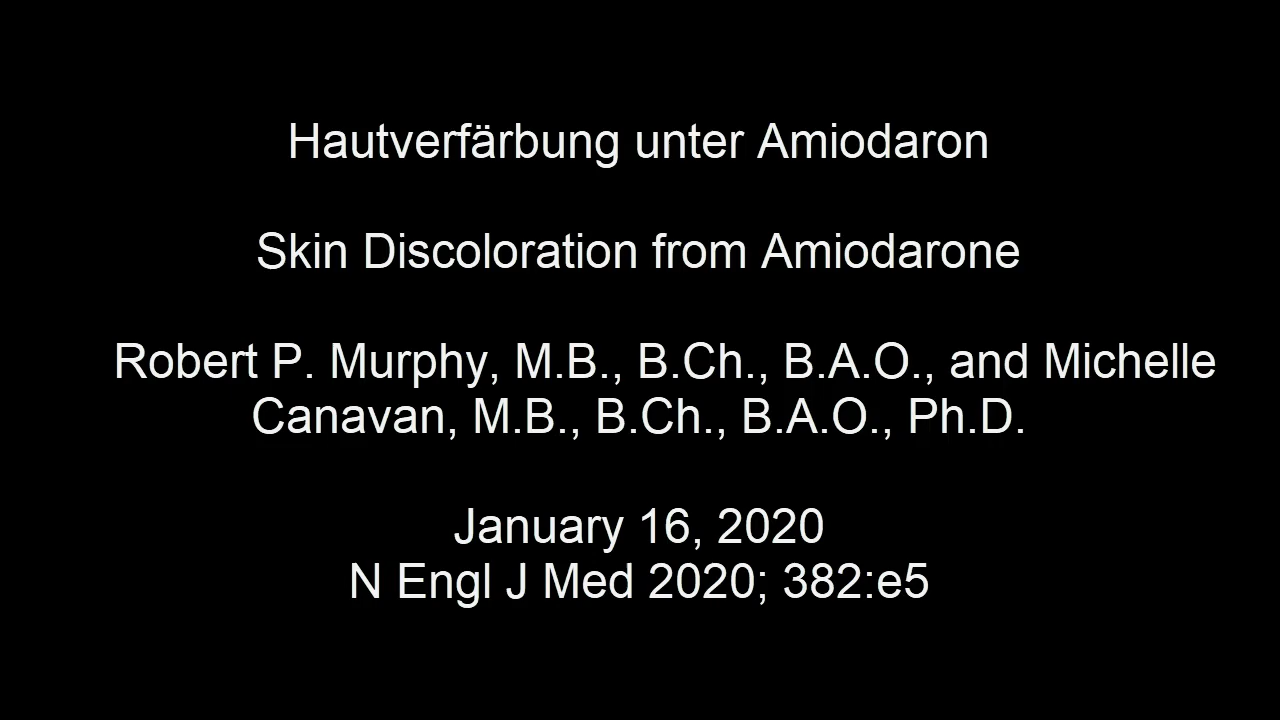 Hautverfärbung unter Amiodaron
Skin Discoloration from Amiodarone
Robert P. Murphy, M.B., B.Ch., B.A.O., and Michelle
Canavan, M.B., B.Ch., B.A.O., Ph.D.
January 16, 2020
N Engl J Med 2020; 382:e5